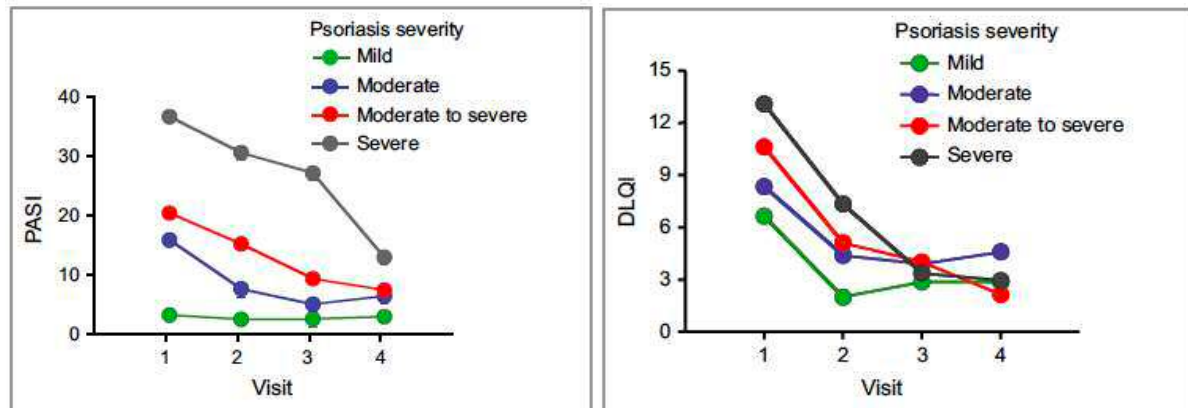 Psoriasis severity
Mild
Moderate
Moderate to severe
Severe
40
30
20
10
0
PASI
1 2 3 4
Visit
Psoriasis severity
Mild
Moderate
Moderate to severe
Severe
15
12
9
6
3
0
DLQI
1 2 3 4
Visit